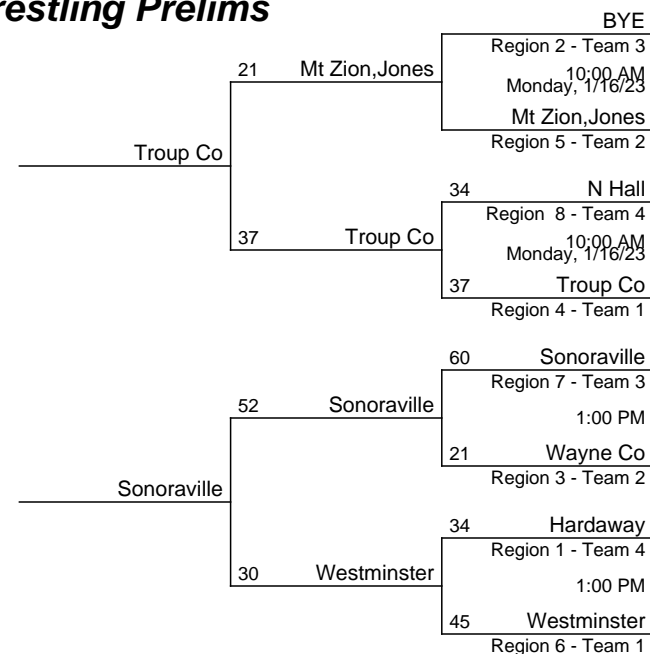 restling Prelims
BYE
Region 2 - Team 3
21 Mt Zion,Jones
10:00 AM
Monday, 1/16/23
Mt Zion,Jones
Region 5 - Team 2
Troup Co
34 N Hall
Region 8 - Team 4
37 Troup Co
10:00 AM
Monday, 1/16/23
37 Troup Co
Region 4 - Team 1
60 Sonoraville
Region 7 - Team 3
52 Sonoraville
1:00 PM
21 Wayne Co
Region 3 - Team 2
Sonoraville
34 Hardaway
Region 1 - Team 4
30 Westminster
1:00 PM
45 Westminster
Region 6 - Team 1